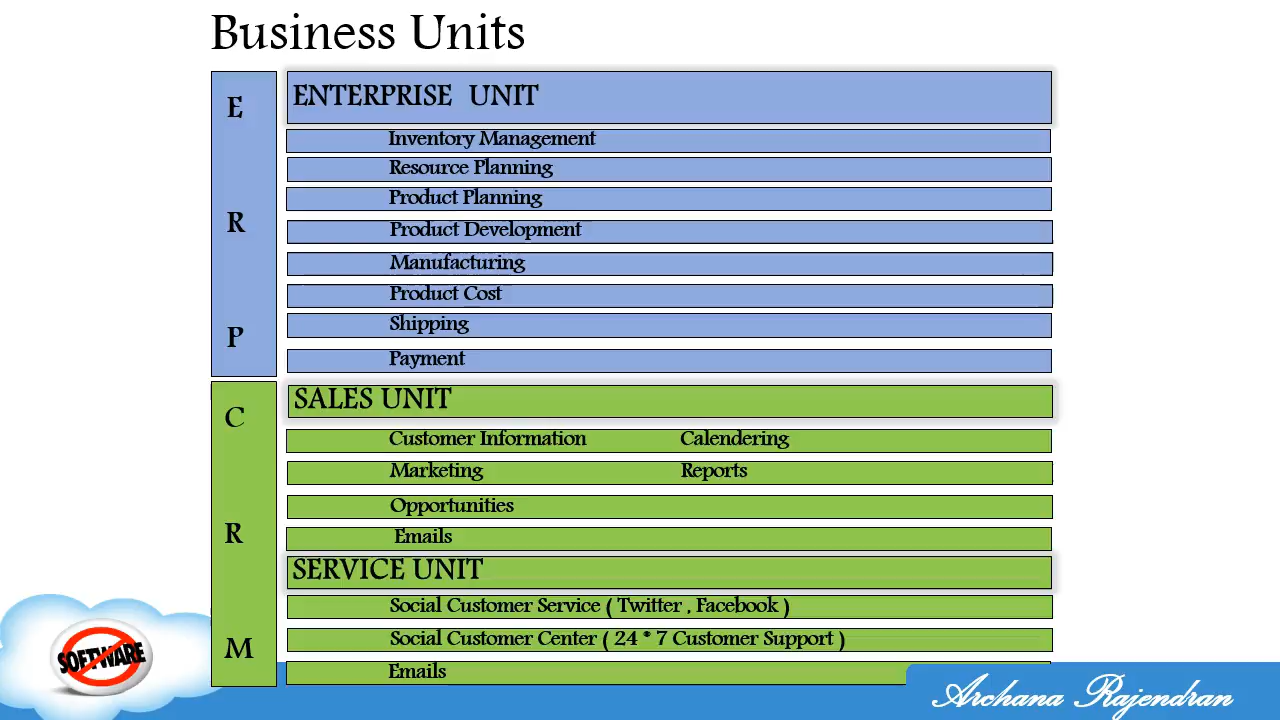 Business Units
E
R
P
ENTERPRISE UNIT
Inventory Management
Resource Planning
Product Planning
Product Development
Manufacturing
Product Cost
Shipping
Payment
C
R
M
SALES UNIT
Customer Information Calendering
Marketing Reports
Opportunities
Emails
SERVICE UNIT
Social Customer Service ( Twitter , Facebook )
Social Customer Center ( 24 * 7 Customer Support )
Emails
SOFTWARE
Archana Rajendran